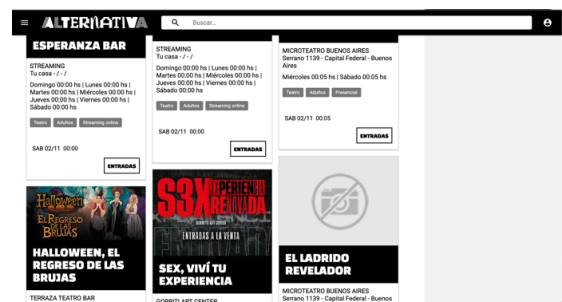 ALTERNATIVA
Buscar...
ESPERANZA BAR
STREAMING
Tu casa - / - /
Domingo 00:00 hs | Lunes 00:00 hs |
Martes 00:00 hs | Miércoles 00:00 hs |
Jueves 00:00 hs | Viernes 00:00 hs |
Sábado 00:00 hs
Teatro Adultos Streaming online
SAB 02/11 00:00
ENTRADAS
Halloween
EL REGRESO
DE LAS
BRUJAS
HALLOWEEN, EL
REGRESO DE LAS
BRUJAS
TERRAZA TEATRO BAR
STREAMING
Tu casa - / - /
Domingo 00:00 hs | Lunes 00:00 hs |
Martes 00:00 hs | Miércoles 00:00 hs |
Jueves 00:00 hs | Viernes 00:00 hs |
Sábado 00:00 hs
Teatro Adultos Streaming online
SAB 02/11 00:00
ENTRADAS
S3X EXPERIENCIA
RENOVADA
ENTRADAS A LA VENTA
SEX, VIVÍ TU
EXPERIENCIA
GORRITI ART CENTER
MICROTEATRO BUENOS AIRES
Serrano 1139 - Capital Federal - Buenos
Aires
Miércoles 00:05 hs | Sábado 00:05 hs
Teatro Adultos Presencial
SAB 02/11 00:05
ENTRADAS
EL LADRIDO
REVELADOR
MICROTEATRO BUENOS AIRES
Serrano 1139 - Capital Federal - Buenos